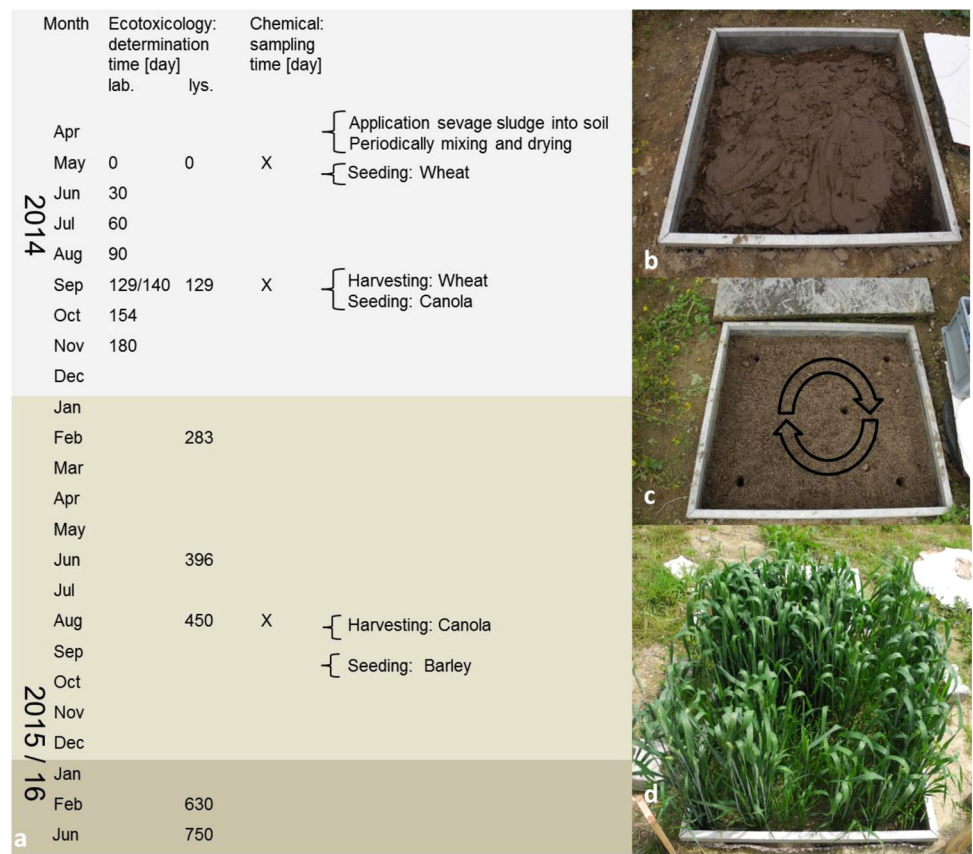 Month Ecotoxicology: Chemical:
determination sampling
time [day] time [day]
lab. lys.
Apr
Application sevage sludge into soil
Periodically mixing and drying
May 0 0 X
Seeding: Wheat
Jun 30
Jul 60
Aug 90
Sep 129/140 129 X
Harvesting: Wheat
Seeding: Canola
Oct 154
Nov 180
Dec
2014
Jan
Feb 283
Mar
Apr
May
Jun 396
Jul
Aug 450 X
Harvesting: Canola
Sep
Seeding: Barley
Oct
Nov
Dec
Jan
Feb 630
Jun 750
2015 / 16
a
b
c
d